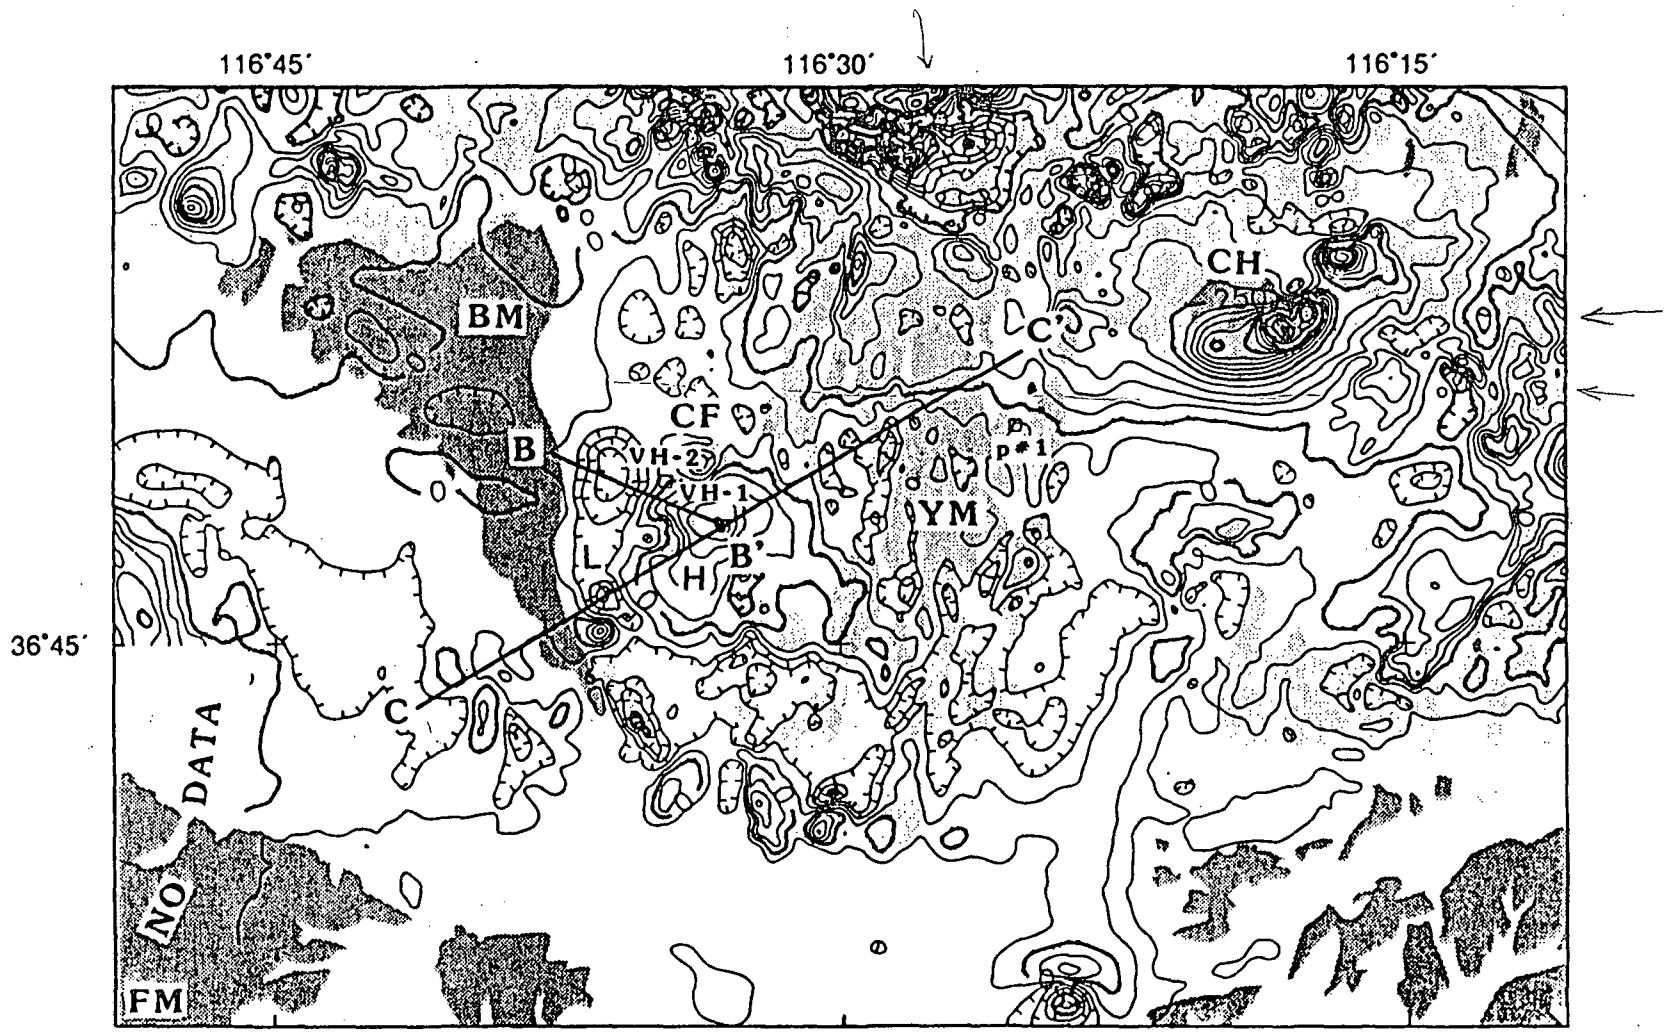 116°45′ 116°30′ 116°15′
CH
BM
C'
CF
B
VH-2
p#1
VH-1
YM
B'
L
H
36°45′
C
NO DATA
FM